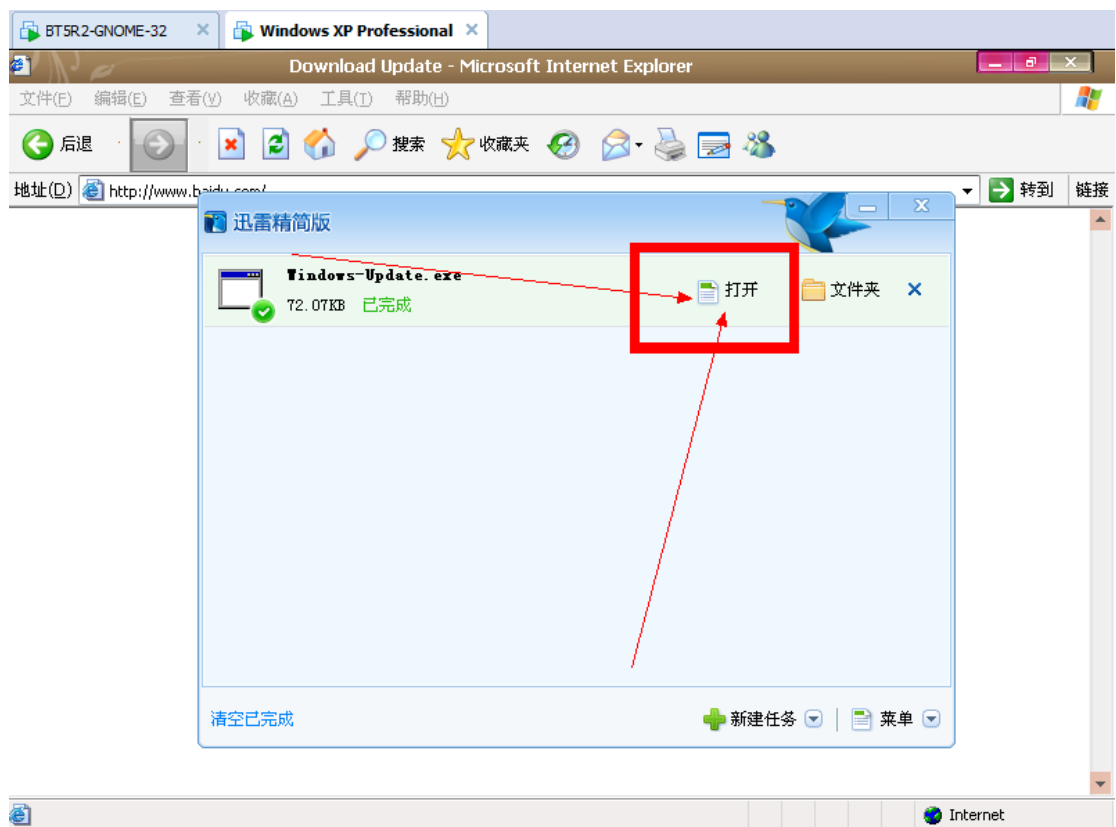 BT5R2-GNOME-32 Windows XP Professional
Download Update - Microsoft Internet Explorer
文件(F) 编辑(E) 查看(V) 收藏(A) 工具(T) 帮助(H)
后退 搜索 收藏夹
地址(D) http://www.baidu.com/ 转到 链接
迅雷精简版
Windows-Update.exe
72.07KB 已完成
打开 文件夹
清空已完成 新建任务 菜单
Internet